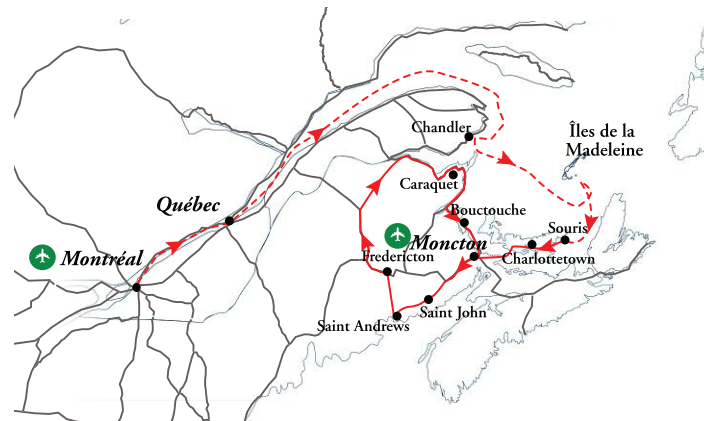 Chandler
Îles de la
Madeleine
Caraquet
Québec
Bouctouche
Souris
Montréal
Moncton
Fredericton
Charlottetown
Saint John
Saint Andrews